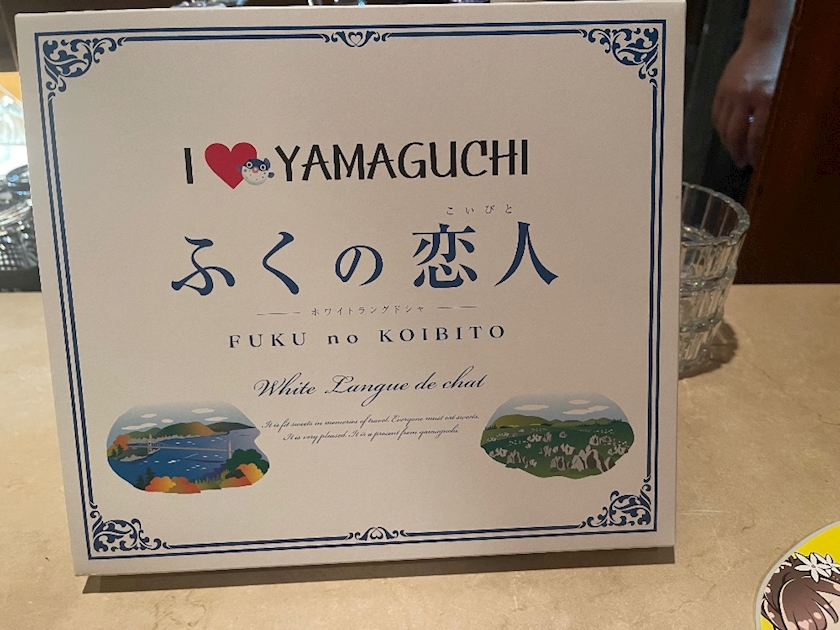 I YAMAGUCHI
こいびと
ふくの恋人
ホワイトラングドシャ
FUKU no KOIBITO
White Langue de chat
It is fit sweets in memories of travel. Everyone must eat sweets.
It is very pleased. It is a present from